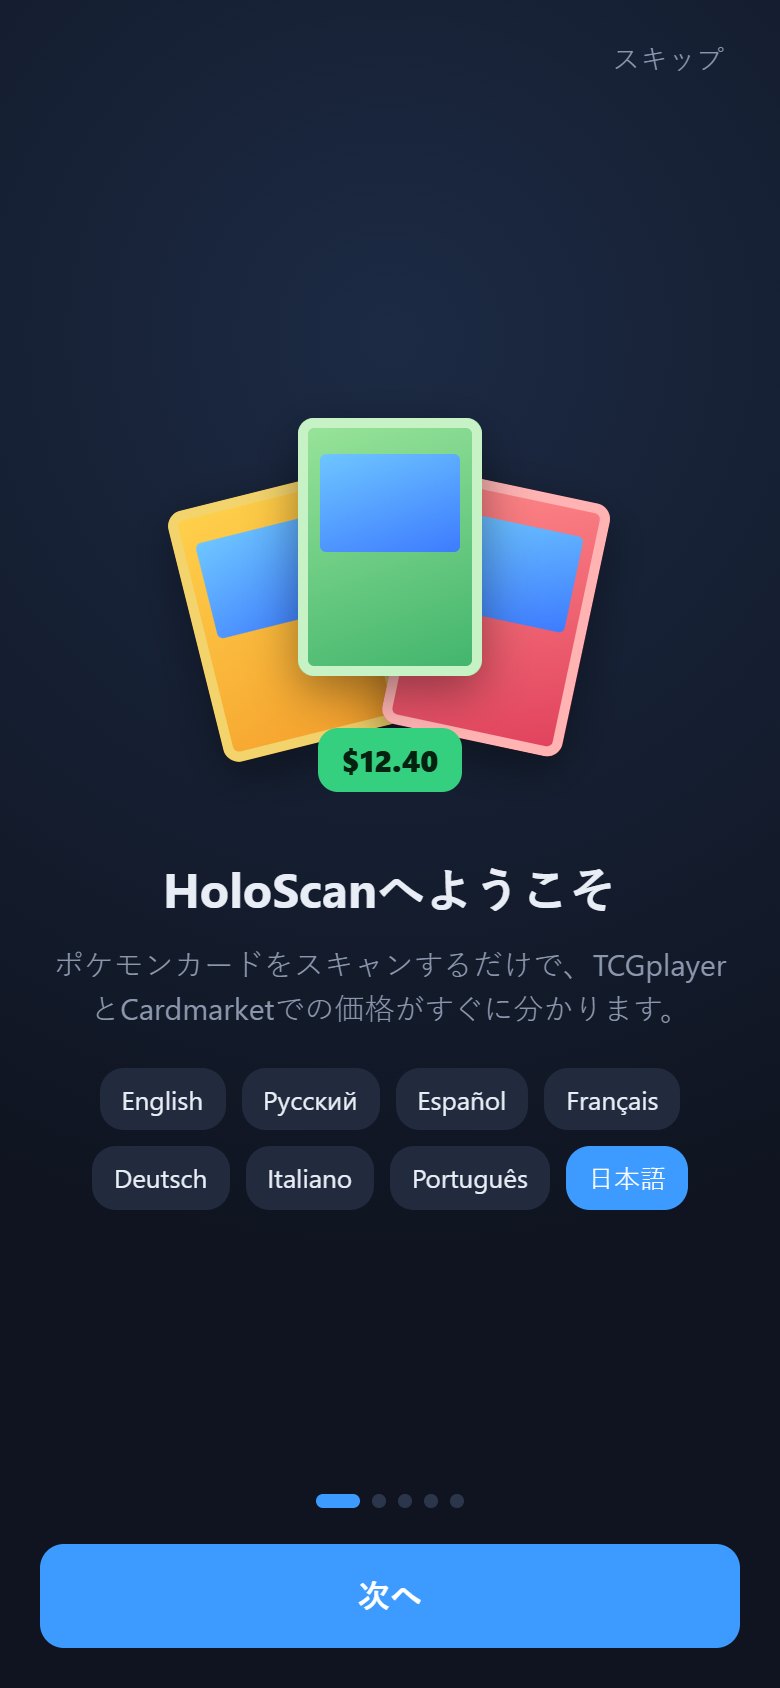 スキップ
$12.40
HoloScanへようこそ
ポケモンカードをスキャンするだけで、TCGplayer
とCardmarketでの価格がすぐに分かります。
English Русский Español Français
Deutsch Italiano Português 日本語
次へ